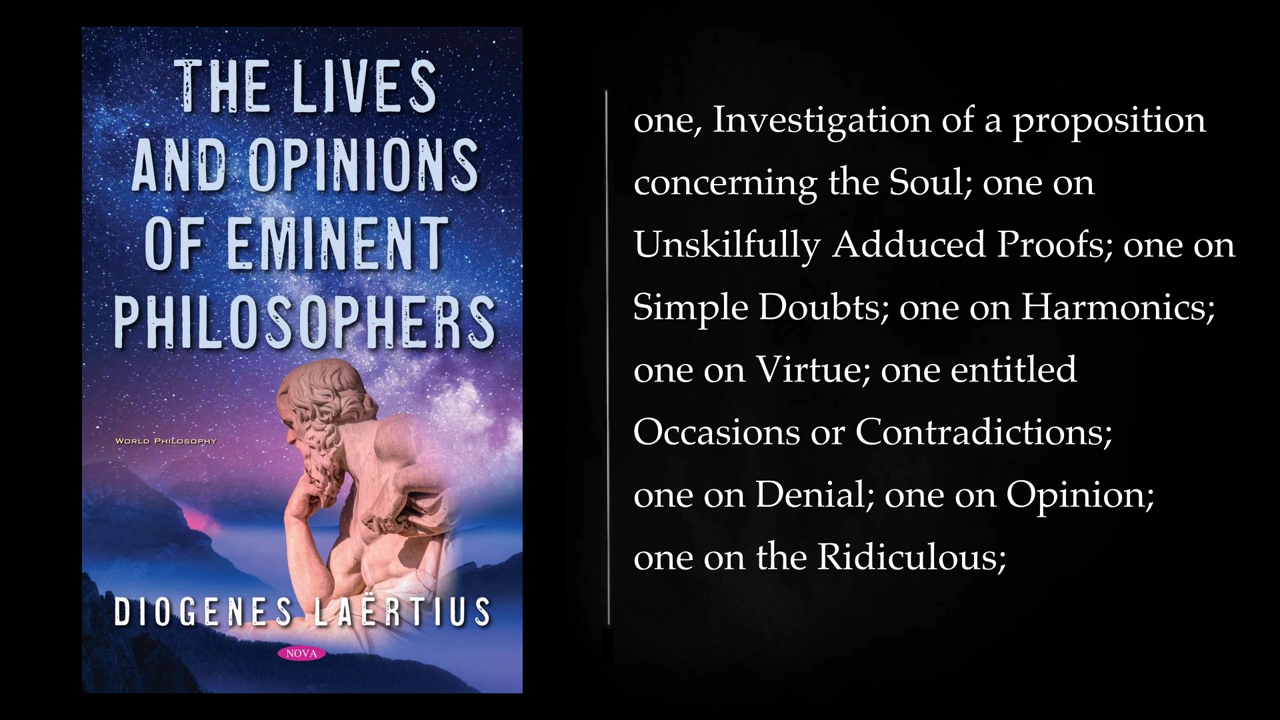 THE LIVES
AND OPINIONS
OF EMINENT
PHILOSOPHERS
WORLD PHILOSOPHY
DIOGENES LAËRTIUS
NOVA
one, Investigation of a proposition
concerning the Soul; one on
Unskilfully Adduced Proofs; one on
Simple Doubts; one on Harmonics;
one on Virtue; one entitled
Occasions or Contradictions;
one on Denial; one on Opinion;
one on the Ridiculous;